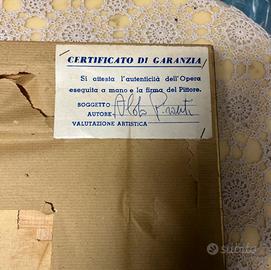 CERTIFICATO DI GARANZIA
Si attesta l'autenticità dell'Opera
eseguita a mano e la firma del Pittore.
SOGGETTO
AUTORE Aldo
VALUTAZIONE ARTISTICA
subito